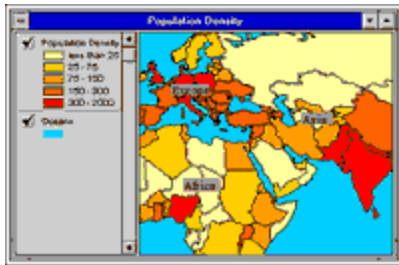 Population Density
Population Density
less than 25
25 - 75
75 - 150
150 - 300
300 - 2000
Oceans
Europe
Asia
Africa